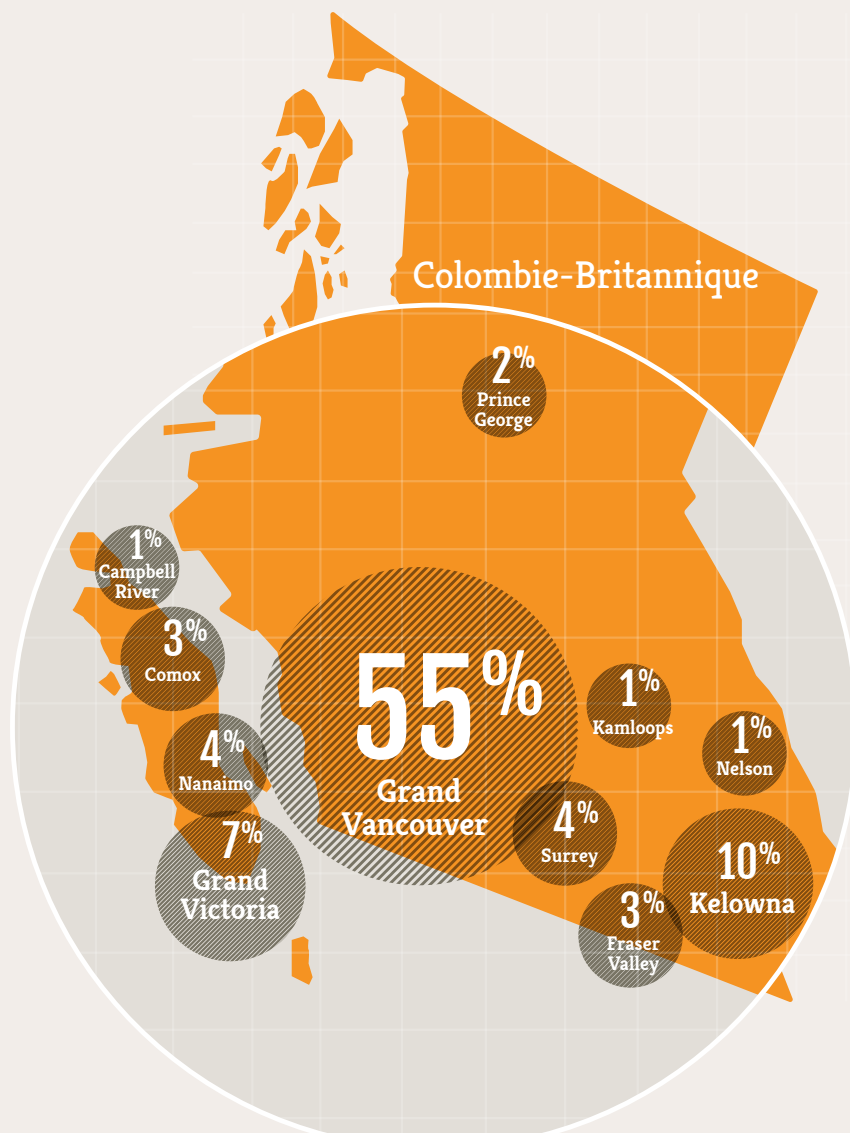 Colombie-Britannique
2%
Prince
George
1%
Campbell
River
3%
Comox
55%
Grand
Vancouver
1%
Kamloops
1%
Nelson
4%
Nanaimo
4%
Surrey
7%
Grand
Victoria
10%
Kelowna
3%
Fraser
Valley